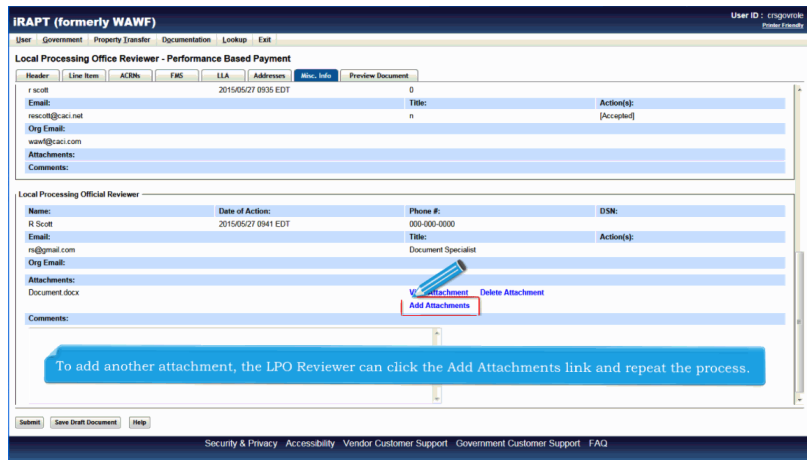 iRAPT (formerly WAWF)
User ID : crsgovrole
Printer Friendly
User Government Property Transfer Documentation Lookup Exit
Local Processing Office Reviewer - Performance Based Payment
Header Line Item ACRNs FMS LLA Addresses Misc. Info Preview Document
r scott 2015/05/27 0935 EDT 0
Email: Title: Action(s):
rescott@caci.net n [Accepted]
Org Email:
wawf@caci.com
Attachments:
Comments:
Local Processing Official Reviewer
Name: Date of Action: Phone #: DSN:
R Scott 2015/05/27 0941 EDT 000-000-0000
Email: Title: Action(s):
rs@gmail.com Document Specialist
Org Email:
Attachments:
Document.docx Attachment Delete Attachment
Add Attachments
Comments:
To add another attachment, the LPO Reviewer can click the Add Attachments link and repeat the process.
Submit Save Draft Document Help
Security & Privacy Accessibility Vendor Customer Support Government Customer Support FAQ